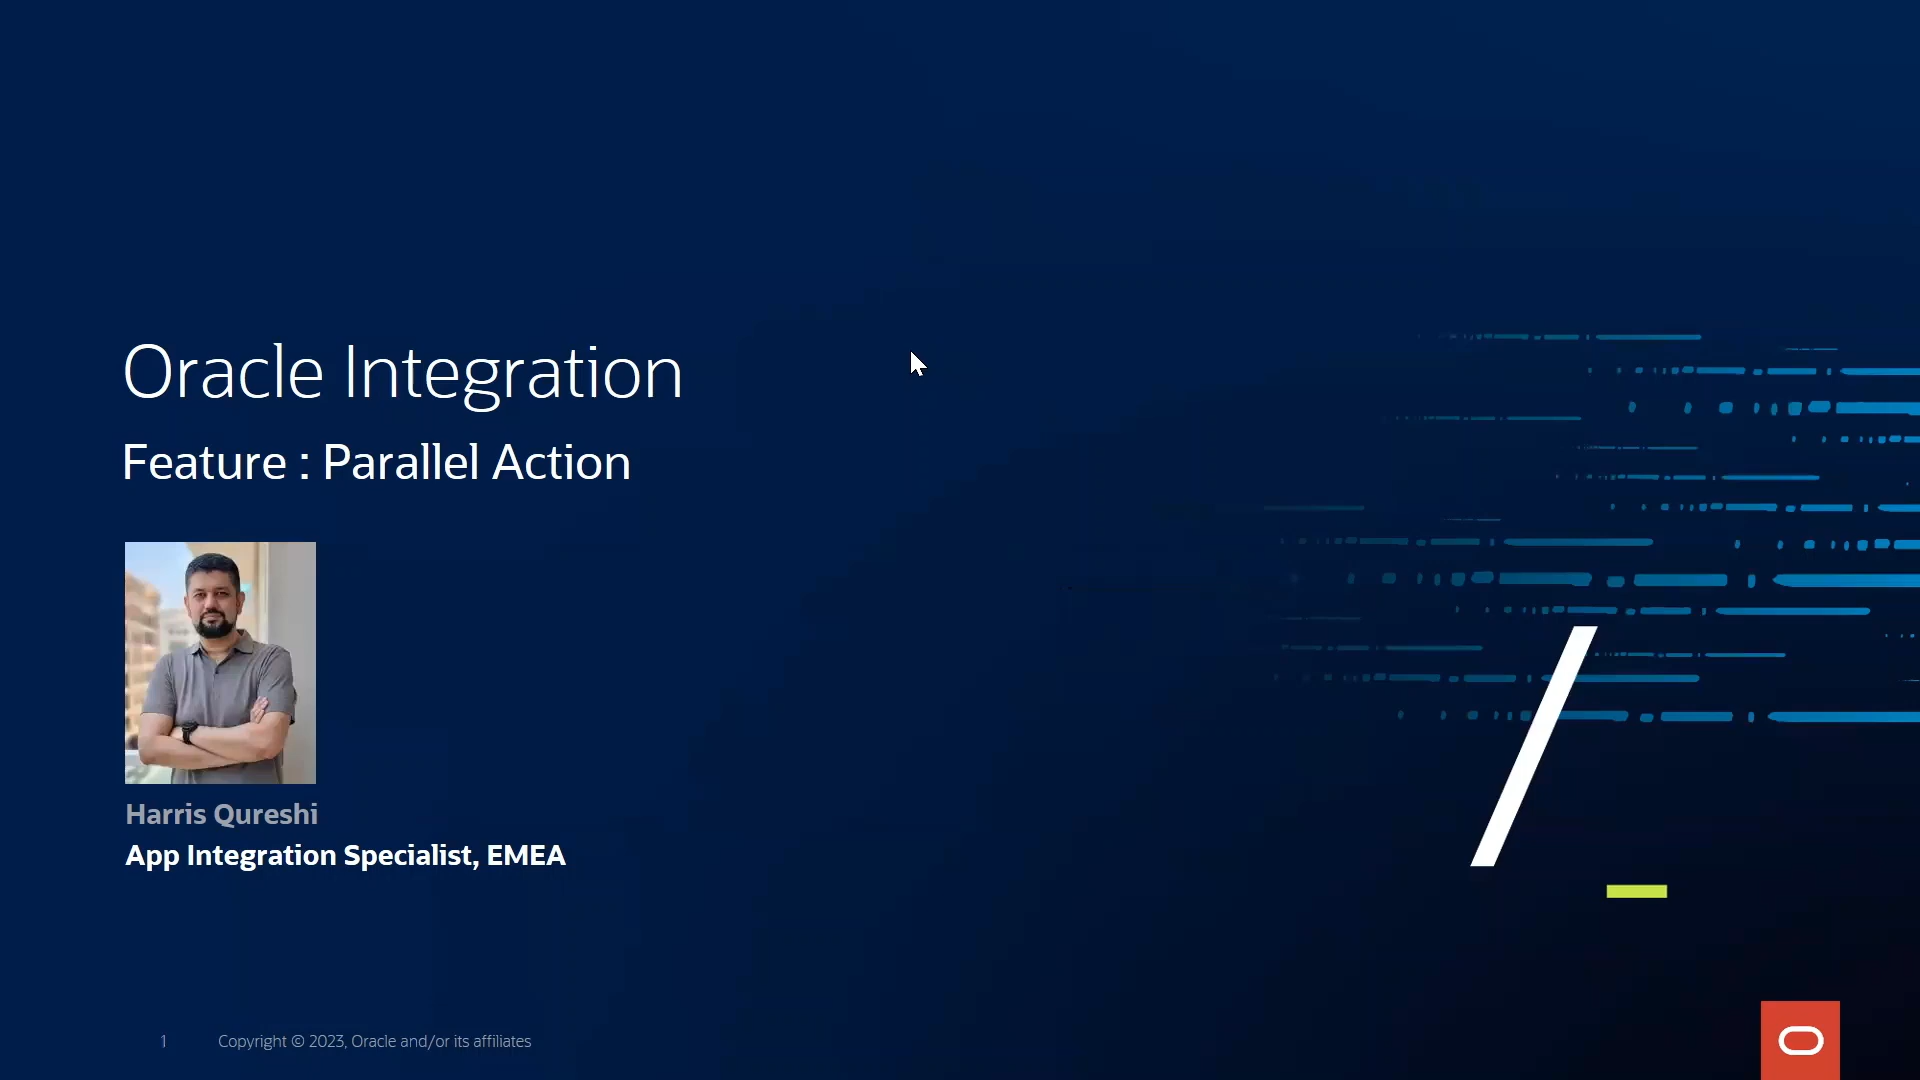 Oracle Integration
Feature : Parallel Action
Harris Qureshi
App Integration Specialist, EMEA
1 Copyright © 2023, Oracle and/or its affiliates